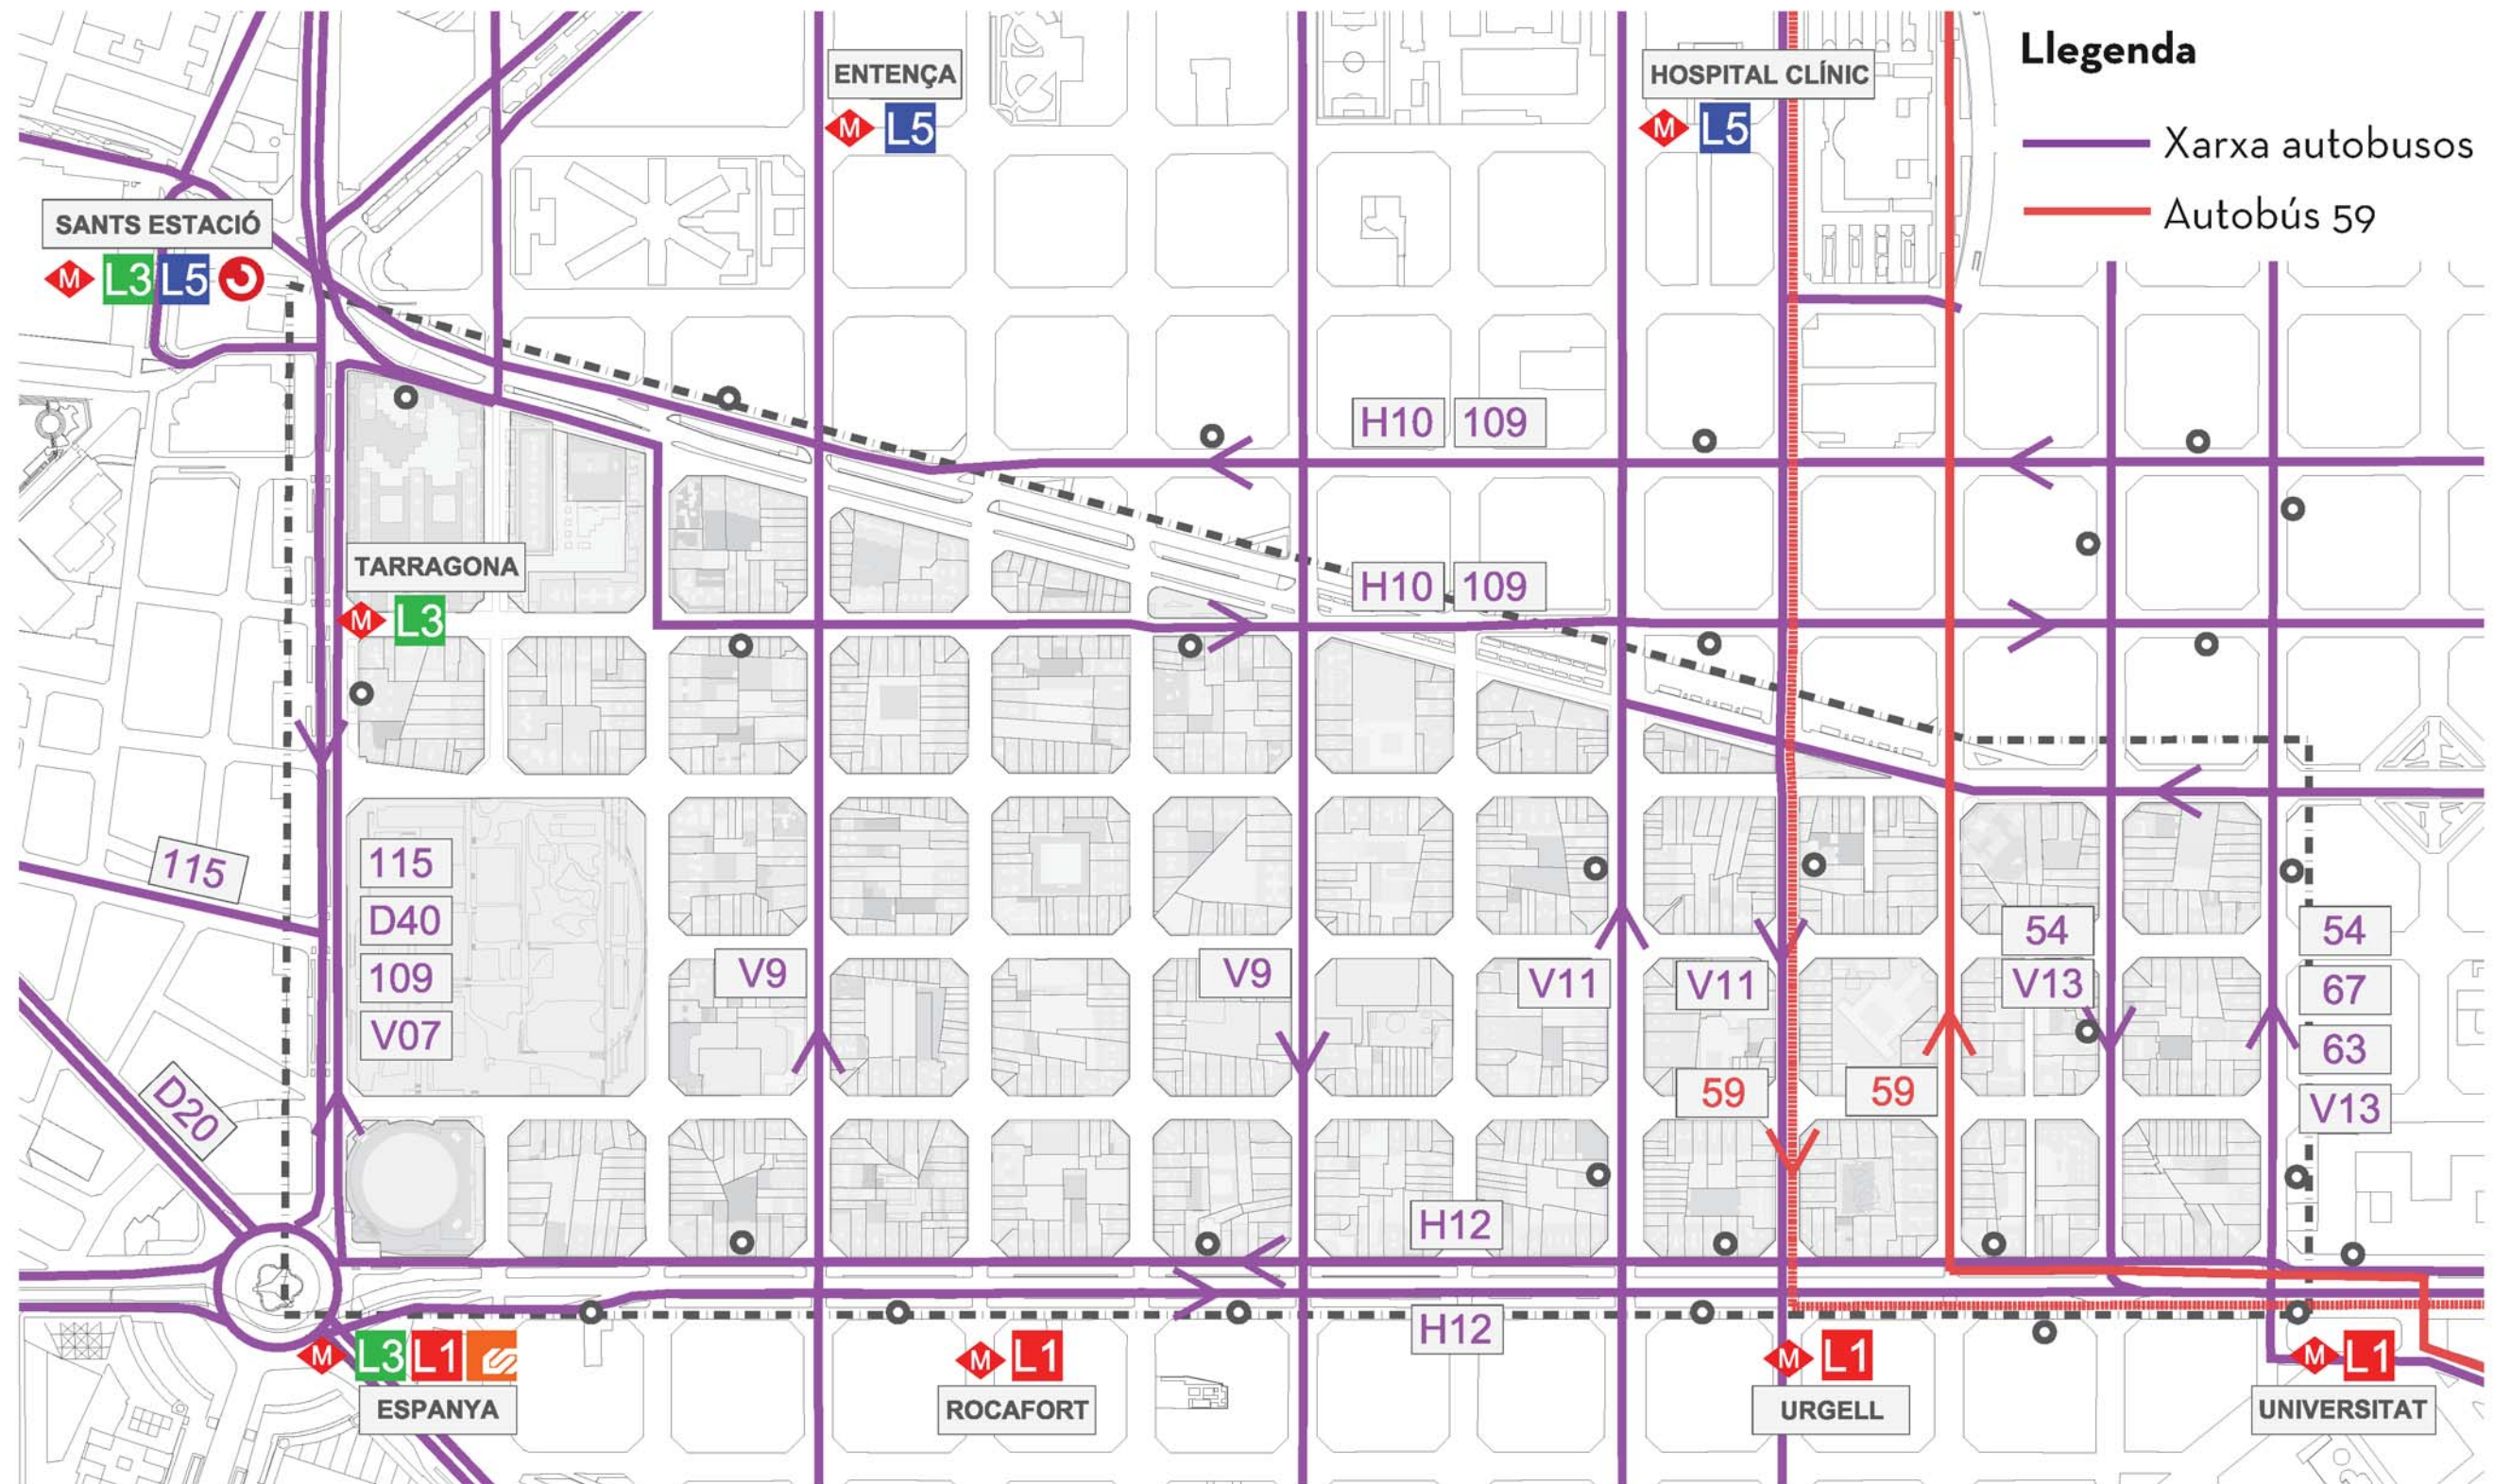 Llegenda
Xarxa autobusos
Autobús 59
ENTENÇA
M L5
HOSPITAL CLÍNIC
M L5
SANTS ESTACIÓ
M L3 L5
H10 109
H10 109
TARRAGONA
M L3
115
115
D40
109
V07
D20
V9
V9
V11
V11
54
V13
54
67
63
V13
59
59
H12
H12
M L3 L1
ESPANYA
M L1
ROCAFORT
M L1
URGELL
M L1
UNIVERSITAT